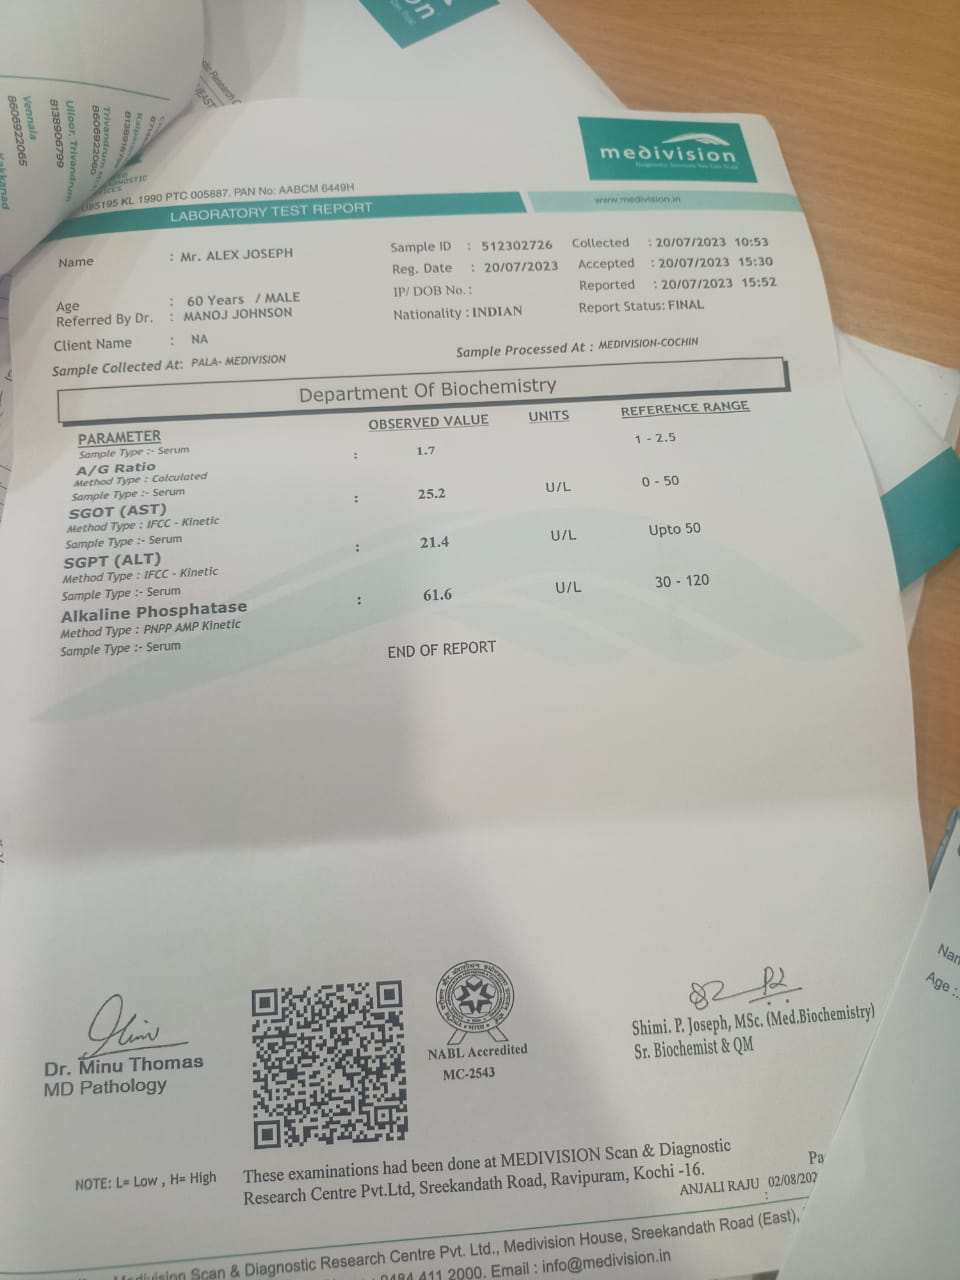 Vennala
8606922065
Ulloor, Trivandrum
8138906799
8606922060
medivision
U85195 KL 1990 PTC 005887. PAN No: AABCM 6449H
LABORATORY TEST REPORT
www.medivision.in
Name : Mr. ALEX JOSEPH
Age : 60 Years / MALE
Referred By Dr. : MANOJ JOHNSON
Client Name : NA
Sample Collected At: PALA- MEDIVISION
Sample ID : 512302726
Reg. Date : 20/07/2023
IP/ DOB No. :
Nationality : INDIAN
Collected : 20/07/2023 10:53
Accepted : 20/07/2023 15:30
Reported : 20/07/2023 15:52
Report Status: FINAL
Sample Processed At : MEDIVISION-COCHIN
Department Of Biochemistry
PARAMETER OBSERVED VALUE UNITS REFERENCE RANGE
Sample Type :- Serum
A/G Ratio : 1.7 1 - 2.5
Method Type : Calculated
Sample Type :- Serum
SGOT (AST) : 25.2 U/L 0 - 50
Method Type : IFCC - Kinetic
Sample Type :- Serum
SGPT (ALT) : 21.4 U/L Upto 50
Method Type : IFCC - Kinetic
Sample Type :- Serum
Alkaline Phosphatase : 61.6 U/L 30 - 120
Method Type : PNPP AMP Kinetic
Sample Type :- Serum
END OF REPORT
Dr. Minu Thomas
MD Pathology
NABL Accredited
MC-2543
Shimi. P. Joseph, MSc. (Med.Biochemistry)
Sr. Biochemist & QM
NOTE: L= Low , H= High
These examinations had been done at MEDIVISION Scan & Diagnostic
Research Centre Pvt.Ltd, Sreekandath Road, Ravipuram, Kochi -16.
Pa
ANJALI RAJU 02/08/202
:
Medivision Scan & Diagnostic Research Centre Pvt. Ltd., Medivision House, Sreekandath Road (East),
0484 411 2000. Email : info@medivision.in
Nam
Age :